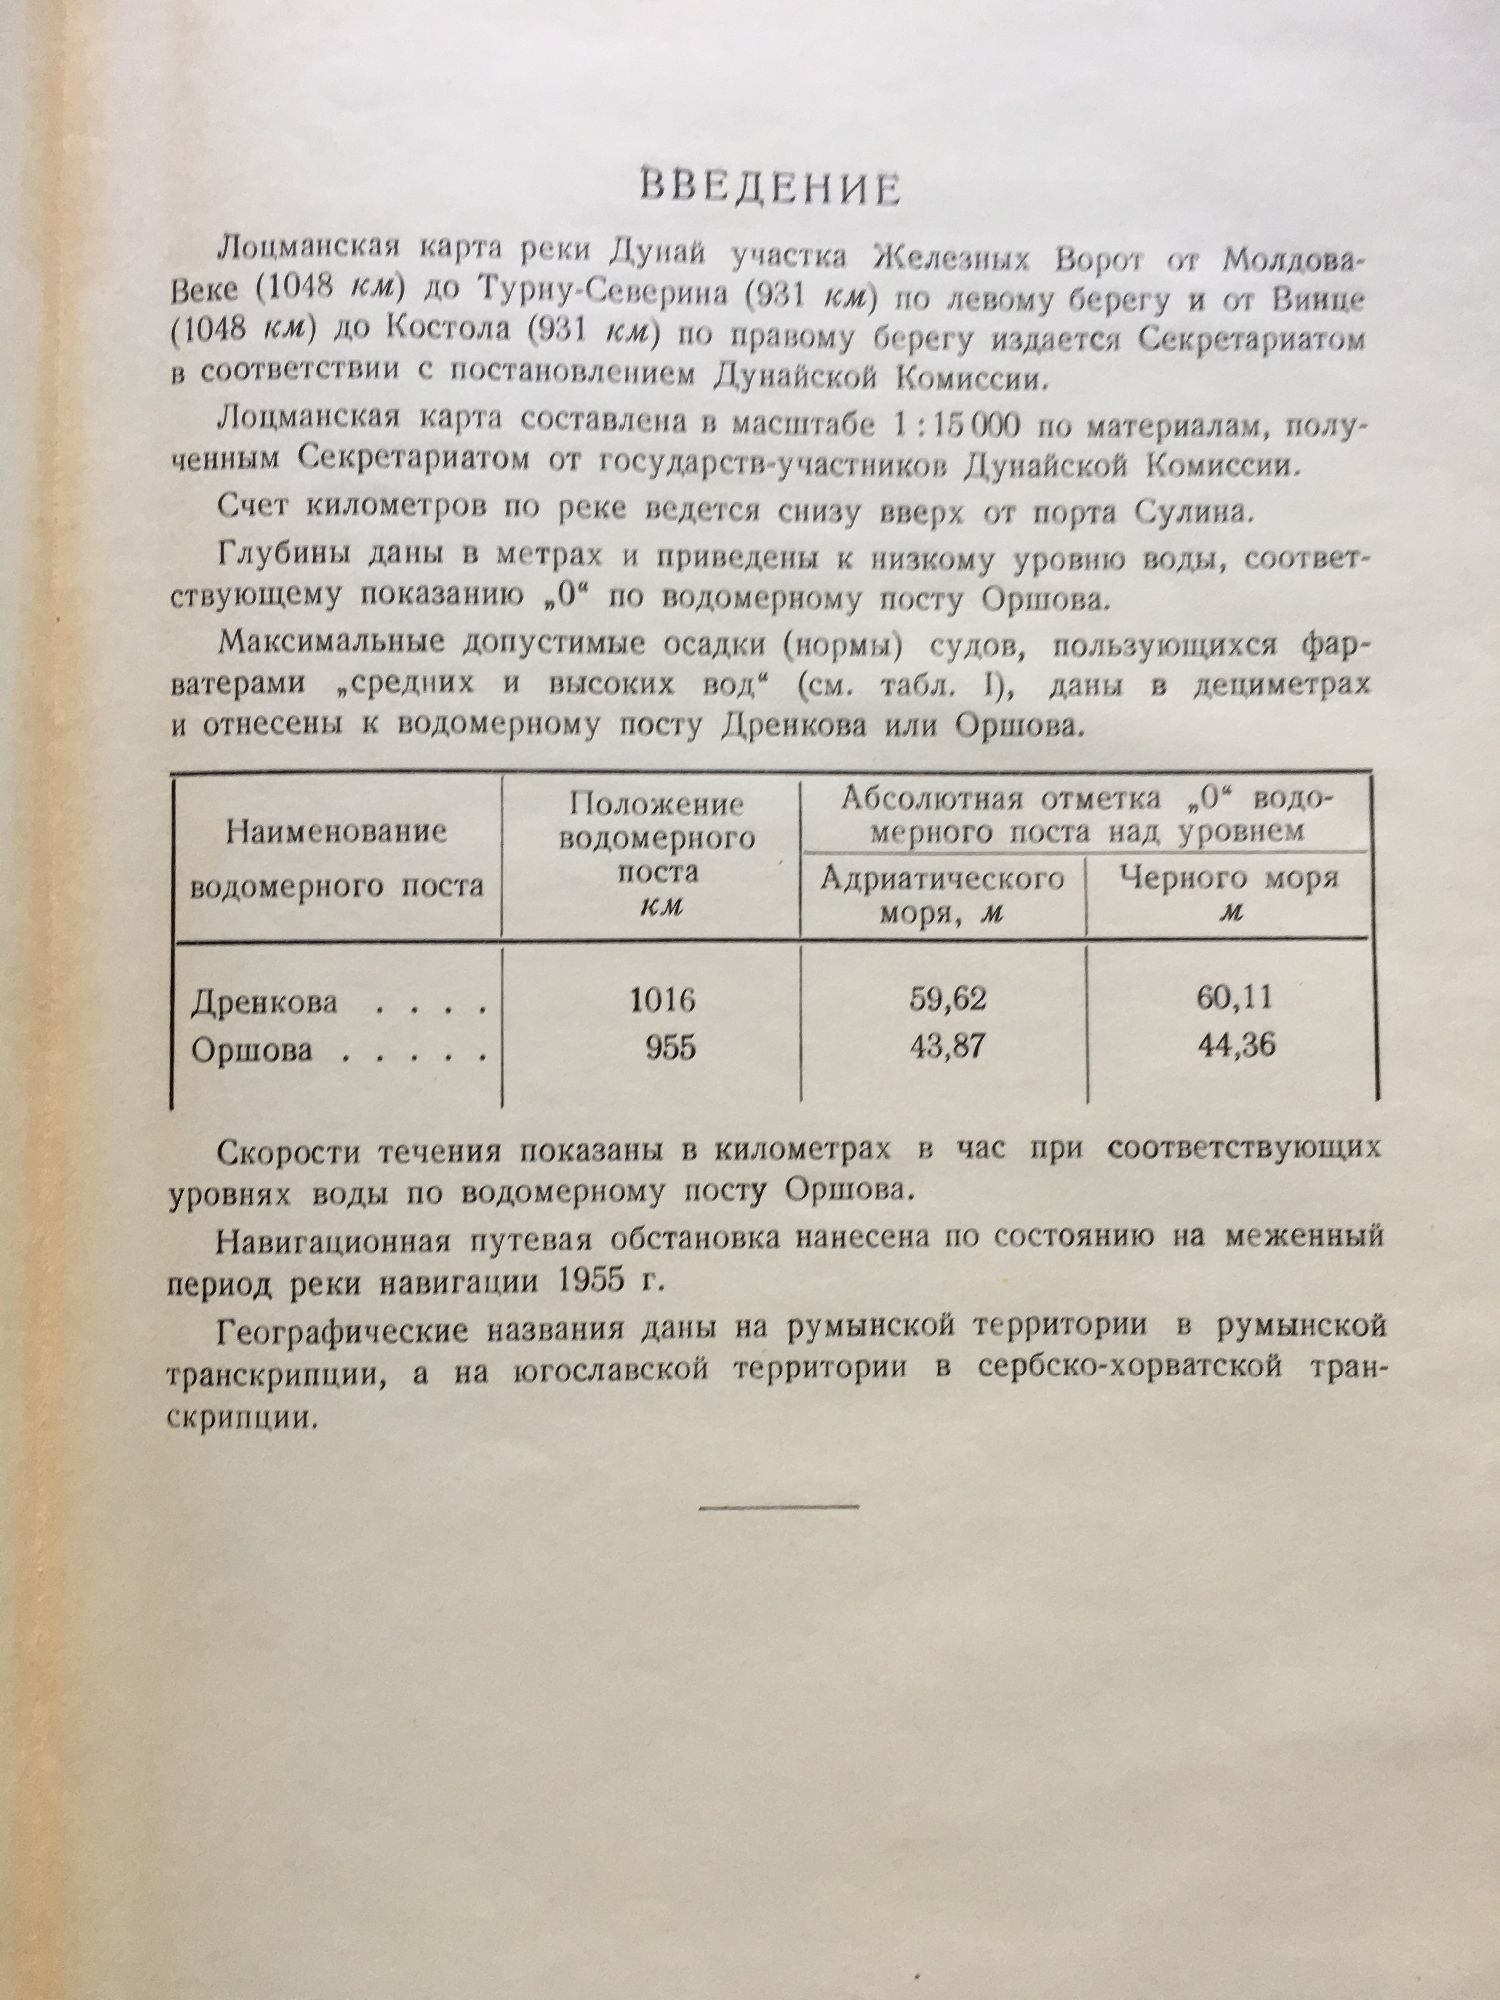 ВВЕДЕНИЕ
Лоцманская карта реки Дунай участка Железных Ворот от Молдова-
Веке (1048 км) до Турну-Северина (931 км) по левому берегу и от Винце
(1048 км) до Костола (931 км) по правому берегу издается Секретариатом
в соответствии с постановлением Дунайской Комиссии.
Лоцманская карта составлена в масштабе 1 : 15 000 по материалам, полу-
ченным Секретариатом от государств-участников Дунайской Комиссии.
Счет километров по реке ведется снизу вверх от порта Сулина.
Глубины даны в метрах и приведены к низкому уровню воды, соответ-
ствующему показанию „0“ по водомерному посту Оршова.
Максимальные допустимые осадки (нормы) судов, пользующихся фар-
ватерами „средних и высоких вод“ (см. табл. I), даны в дециметрах
и отнесены к водомерному посту Дренкова или Оршова.
Наименование
водомерного поста
Положение
водомерного
поста
км
Абсолютная отметка „0“ водо-
мерного поста над уровнем
Адриатического
моря, м
Черного моря
м
Дренкова . . . . 1016 59,62 60,11
Оршова . . . . . 955 43,87 44,36
Скорости течения показаны в километрах в час при соответствующих
уровнях воды по водомерному посту Оршова.
Навигационная путевая обстановка нанесена по состоянию на меженный
период реки навигации 1955 г.
Географические названия даны на румынской территории в румынской
транскрипции, а на югославской территории в сербско-хорватской тран-
скрипции.